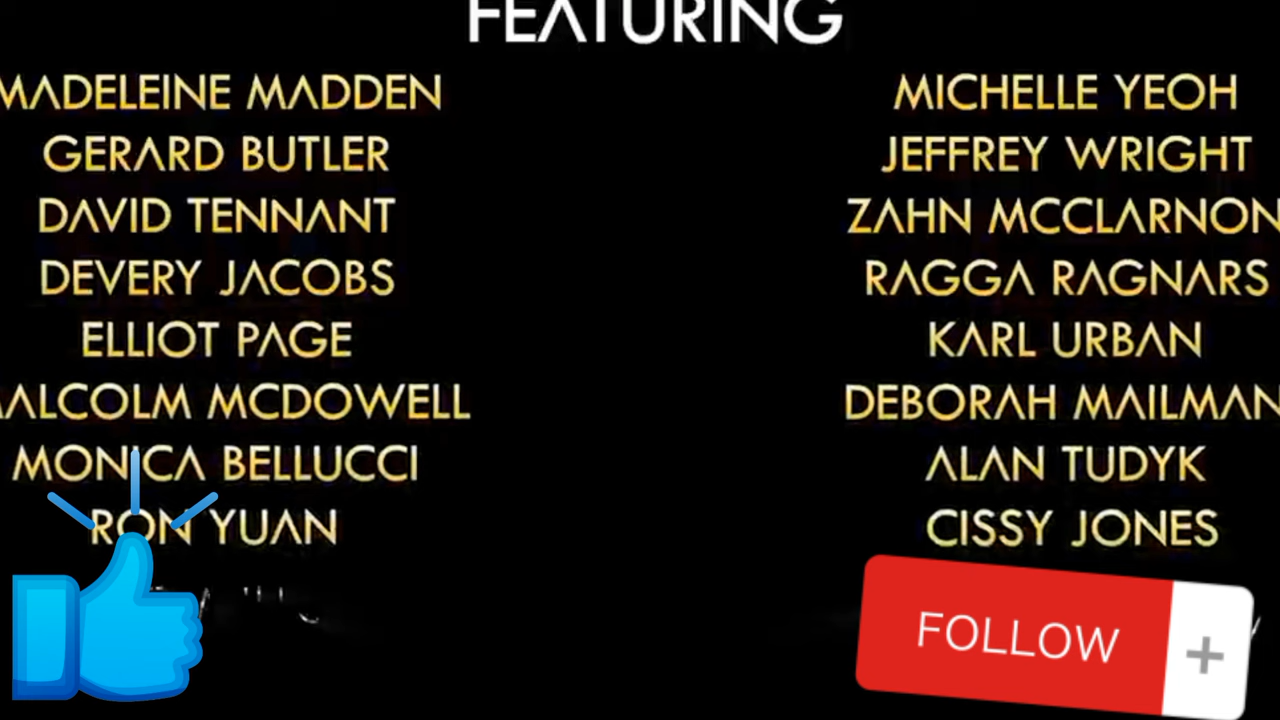 FEATURING
MADELEINE MADDEN
GERARD BUTLER
DAVID TENNANT
DEVERY JACOBS
ELLIOT PAGE
MALCOLM MCDOWELL
MONICA BELLUCCI
RON YUAN
MICHELLE YEOH
JEFFREY WRIGHT
ZAHN MCCLARNON
RAGGA RAGNARS
KARL URBAN
DEBORAH MAILMAN
ALAN TUDYK
CISSY JONES
FOLLOW +